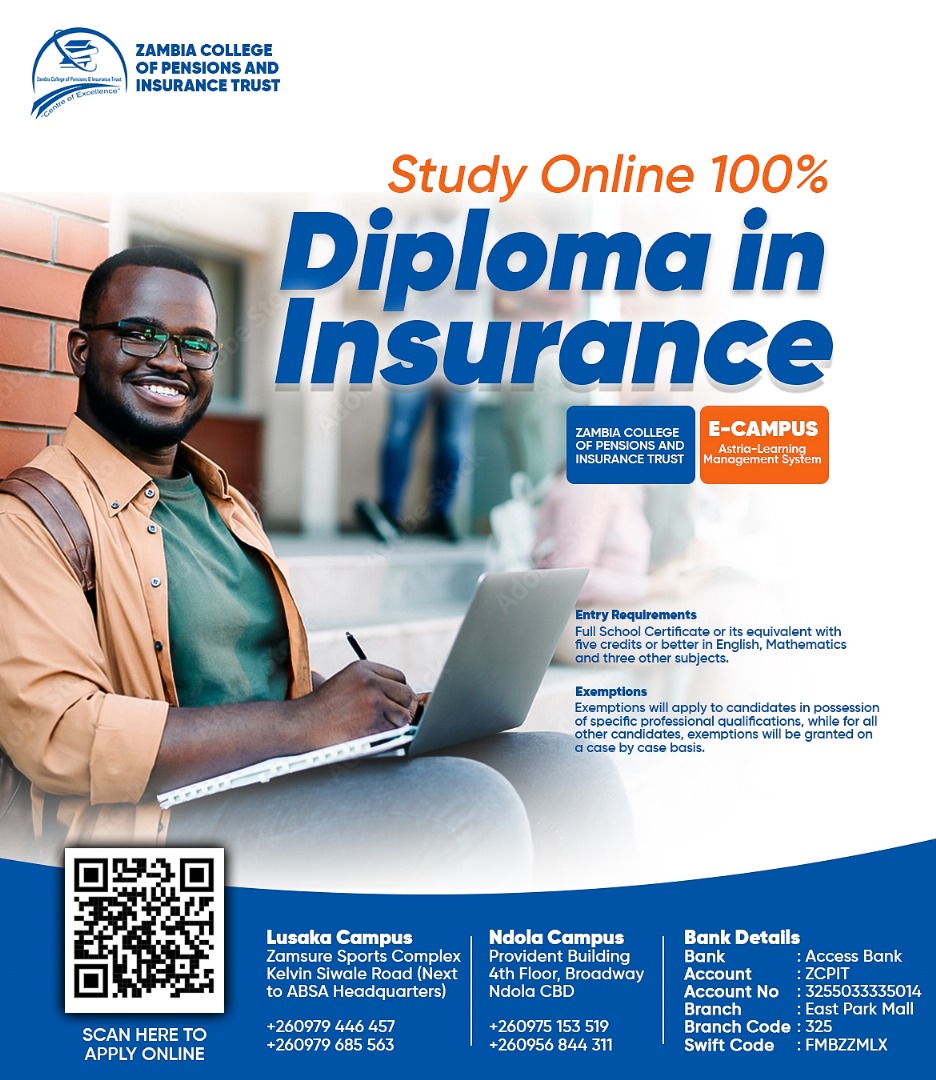 Zambia College of Pensions & Insurance Trust
"Centre of Excellence"
ZAMBIA COLLEGE
OF PENSIONS AND
INSURANCE TRUST
Study Online 100%
Diploma in
Insurance
ZAMBIA COLLEGE
OF PENSIONS AND
INSURANCE TRUST
E-CAMPUS
Astria-Learning
Management System
Entry Requirements
Full School Certificate or its equivalent with
five credits or better in English, Mathematics
and three other subjects.
Exemptions
Exemptions will apply to candidates in possession
of specific professional qualifications, while for all
other candidates, exemptions will be granted on
a case by case basis.
SCAN HERE TO
APPLY ONLINE
Lusaka Campus
Zamsure Sports Complex
Kelvin Siwale Road (Next
to ABSA Headquarters)
+260979 446 457
+260979 685 563
Ndola Campus
Provident Building
4th Floor, Broadway
Ndola CBD
+260975 153 519
+260956 844 311
Bank Details
Bank : Access Bank
Account : ZCPIT
Account No : 3255033335014
Branch : East Park Mall
Branch Code : 325
Swift Code : FMBZZMLX